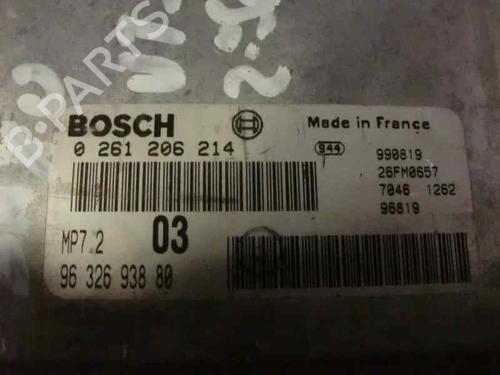 B-PARTS
BOSCH
Made in France
0 261 206 214
944
990819
26FM0657
7046 1262
96819
MP7.2
03
96 326 938 80